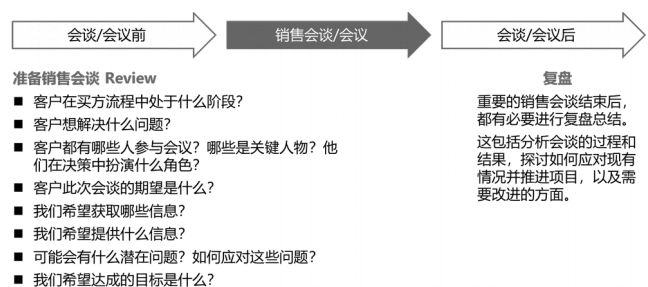 会谈/会议前
销售会谈/会议
会谈/会议后
准备销售会谈 Review
■ 客户在买方流程中处于什么阶段?
■ 客户想解决什么问题?
■ 客户都有哪些人参与会议?哪些是关键人物?他
们在决策中扮演什么角色?
■ 客户此次会谈的期望是什么?
■ 我们希望获取哪些信息?
■ 我们希望提供什么信息?
■ 可能会有什么潜在问题?如何应对这些问题?
■ 我们希望达成的目标是什么?
复盘
重要的销售会谈结束后,
都有必要进行复盘总结。
这包括分析会谈的过程和
结果,探讨如何应对现有
情况并推进项目,以及需
要改进的方面。